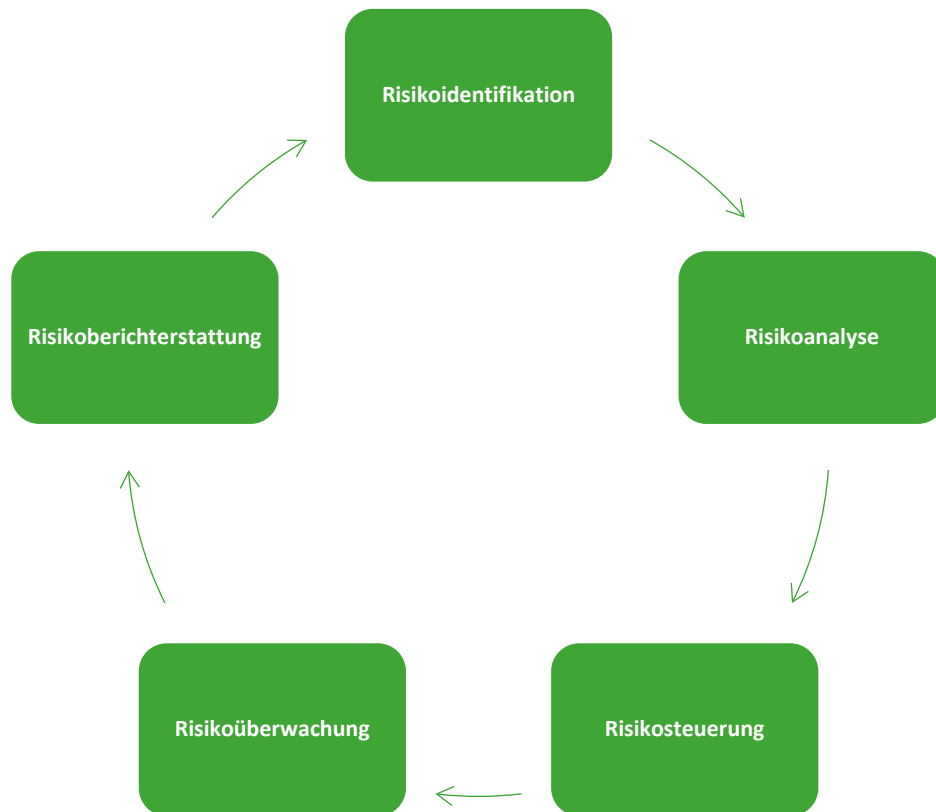 Risikoidentifikation
Risikoanalyse
Risikosteuerung
Risikoüberwachung
Risikoberichterstattung